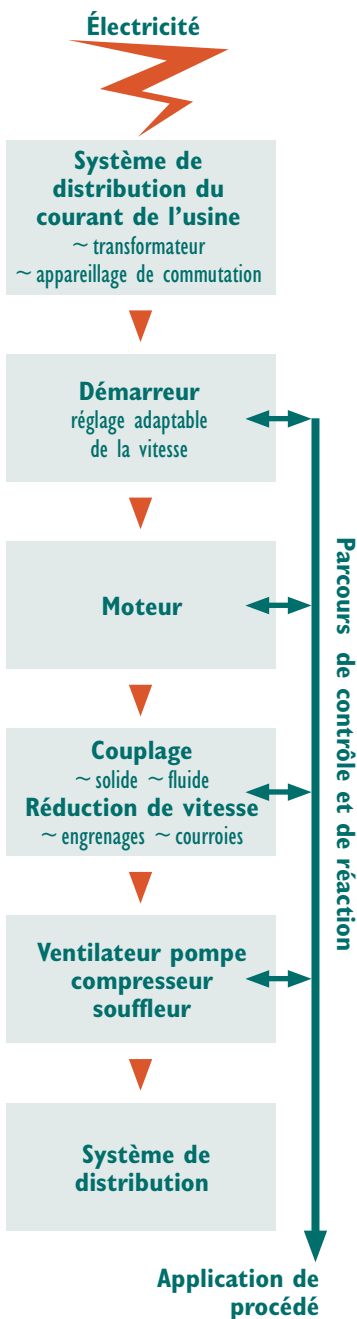 Électricité
Système de
distribution du
courant de l’usine
~ transformateur
~ appareillage de commutation
Démarreur
réglage adaptable
de la vitesse
Moteur
Couplage
~ solide ~ fluide
Réduction de vitesse
~ engrenages ~ courroies
Ventilateur pompe
compresseur
souffleur
Système de
distribution
Parcours de contrôle et de réaction
Application de
procédé